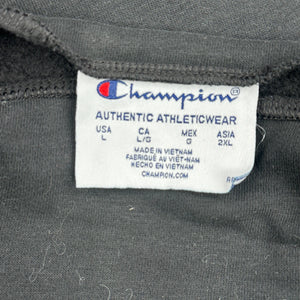 Champion
AUTHENTIC ATHLETICWEAR
USA CA MEX ASIA
L L/G G 2XL
MADE IN VIETNAM
FABRIQUÉ AU VIÊT-NAM
HECHO EN VIETNAM
CHAMPION.COM